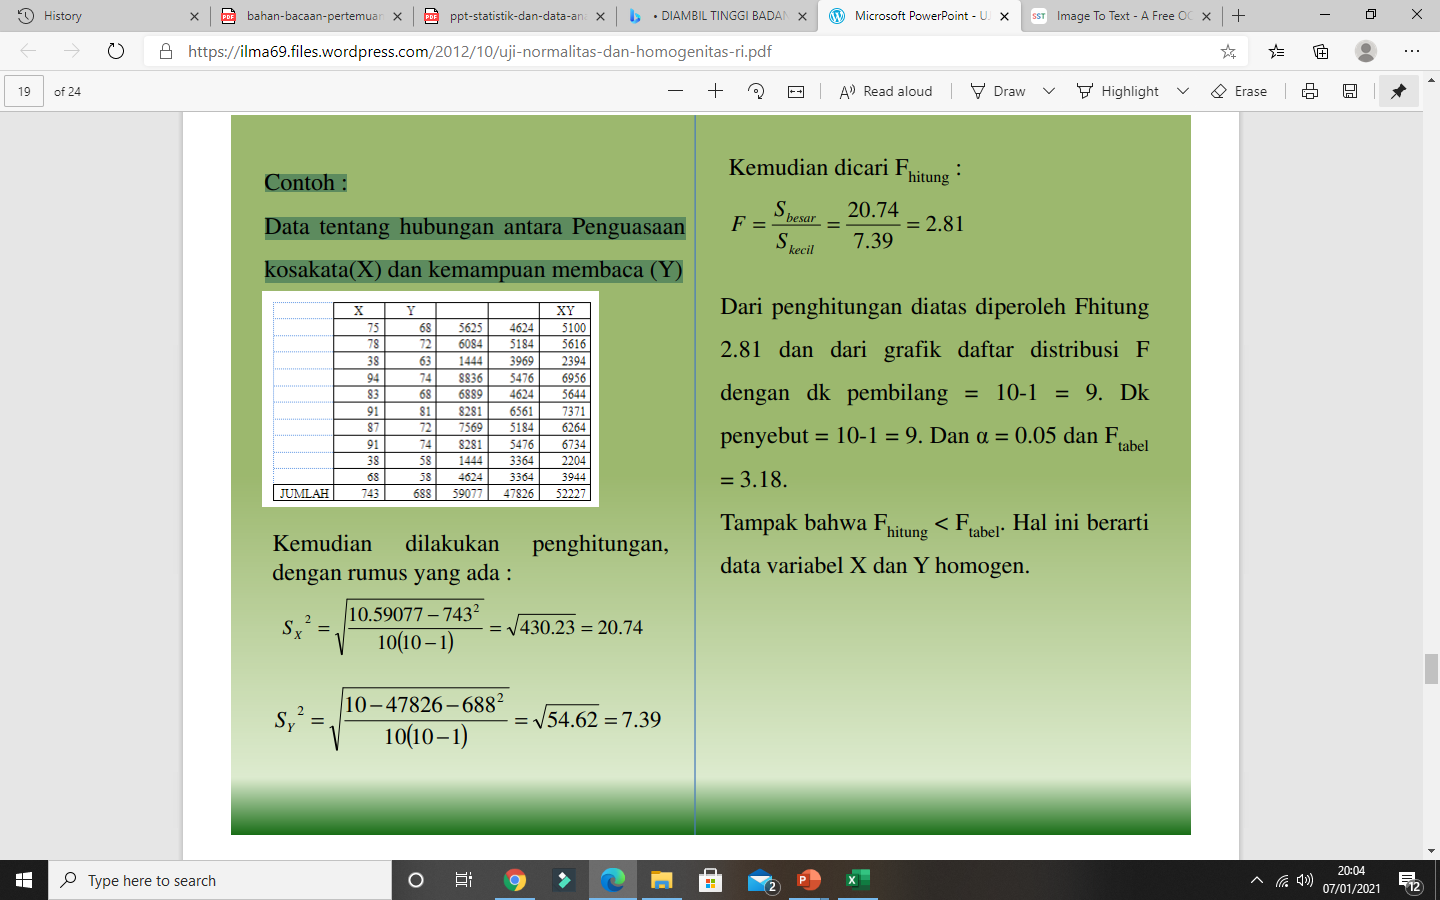 History
bahan-bacaan-pertemuan
ppt-statistik-dan-data-ana
• DIAMBIL TINGGI BADAN
Microsoft PowerPoint - U
Image To Text - A Free OC
https://ilma69.files.wordpress.com/2012/10/uji-normalitas-dan-homogenitas-ri.pdf
19 of 24
Read aloud
Draw
Highlight
Erase
Contoh :
Data tentang hubungan antara Penguasaan
kosakata(X) dan kemampuan membaca (Y)
X Y XY
75 68 5625 4624 5100
78 72 6084 5184 5616
38 63 1444 3969 2394
94 74 8836 5476 6956
83 68 6889 4624 5644
91 81 8281 6561 7371
87 72 7569 5184 6264
91 74 8281 5476 6734
38 58 1444 3364 2204
68 58 4624 3364 3944
JUMLAH 743 688 59077 47826 52227
Kemudian dilakukan penghitungan,
dengan rumus yang ada :
S_X² = √((10.59077 − 743²)/(10(10 − 1))) = √430.23 = 20.74
S_Y² = √((10 − 47826 − 688²)/(10(10 − 1))) = √54.62 = 7.39
Kemudian dicari Fhitung :
F = S_besar/S_kecil = 20.74/7.39 = 2.81
Dari penghitungan diatas diperoleh Fhitung
2.81 dan dari grafik daftar distribusi F
dengan dk pembilang = 10-1 = 9. Dk
penyebut = 10-1 = 9. Dan α = 0.05 dan Ftabel
= 3.18.
Tampak bahwa Fhitung < Ftabel. Hal ini berarti
data variabel X dan Y homogen.
Type here to search
2
20:04
07/01/2021
12